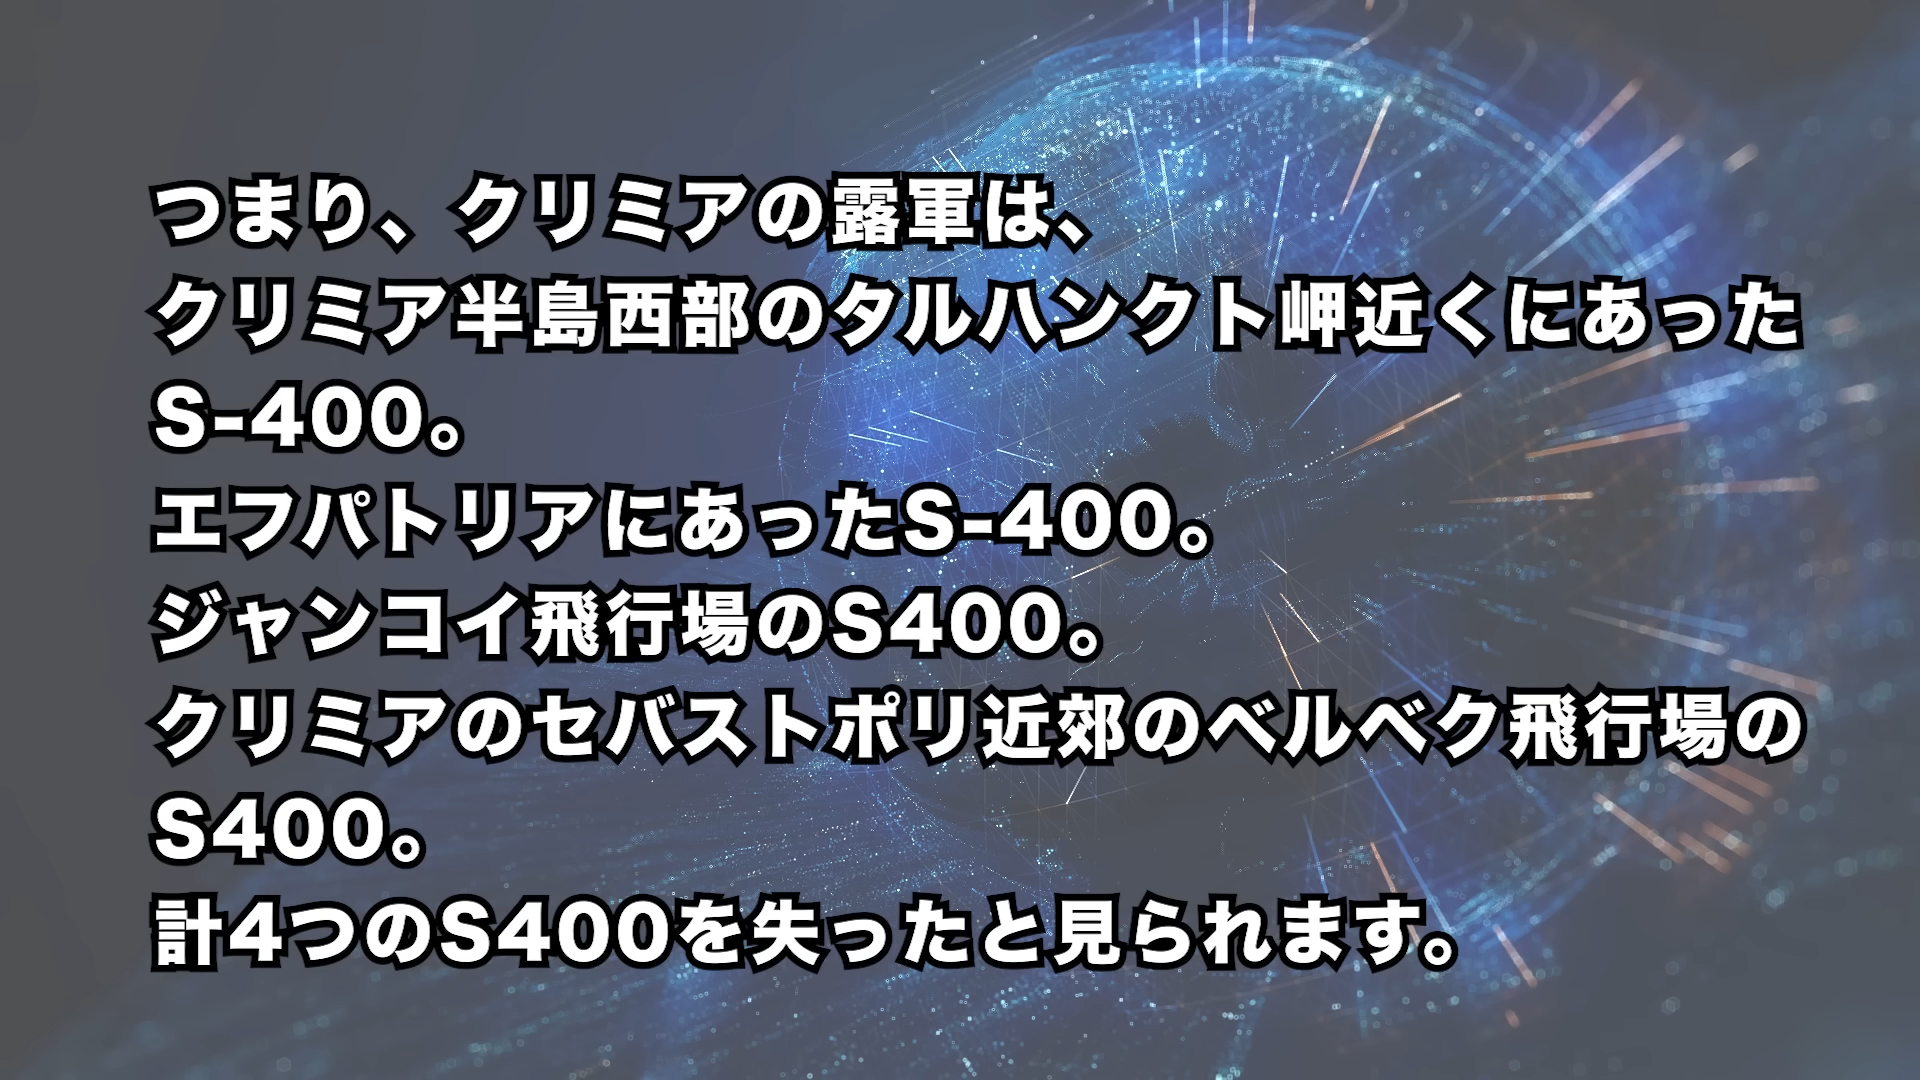 つまり、クリミアの露軍は、
クリミア半島西部のタルハンクト岬近くにあった
S-400。
エフパトリアにあったS-400。
ジャンコイ飛行場のS400。
クリミアのセバストポリ近郊のベルベク飛行場の
S400。
計4つのS400を失ったと見られます。